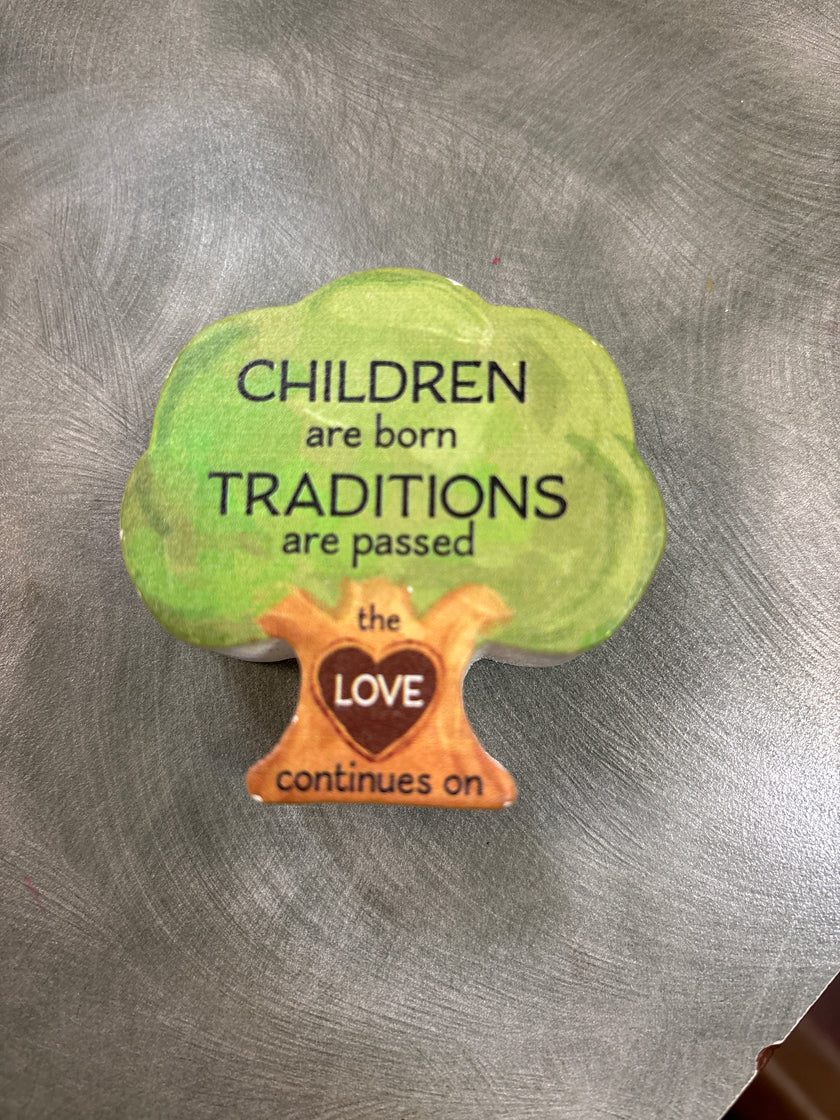 CHILDREN
are born
TRADITIONS
are passed
the
LOVE
continues on